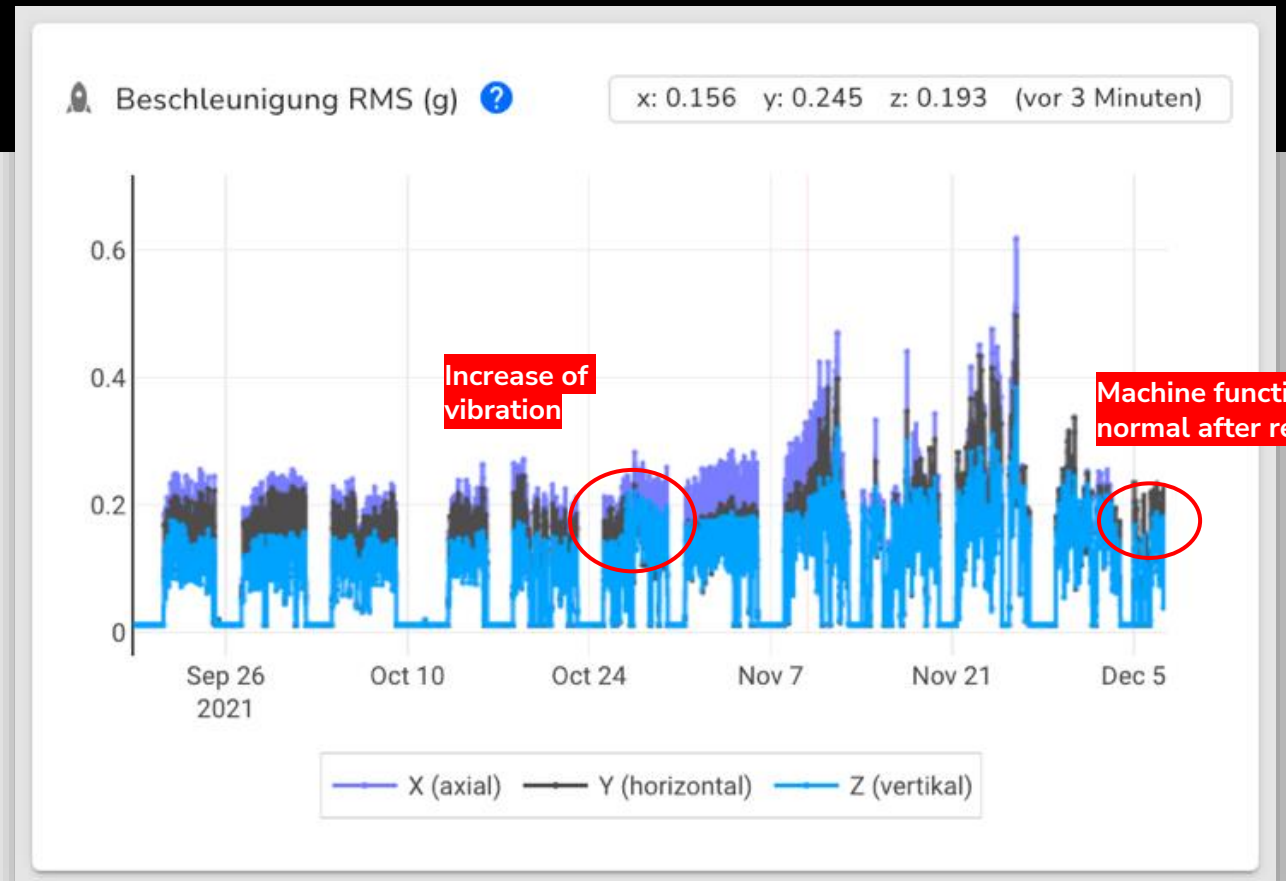 Beschleunigung RMS (g) ?
x: 0.156 y: 0.245 z: 0.193 (vor 3 Minuten)
0.6
0.4
0.2
0
Increase of
vibration
Machine functi
normal after re
Sep 26
2021
Oct 10
Oct 24
Nov 7
Nov 21
Dec 5
X (axial)
Y (horizontal)
Z (vertikal)